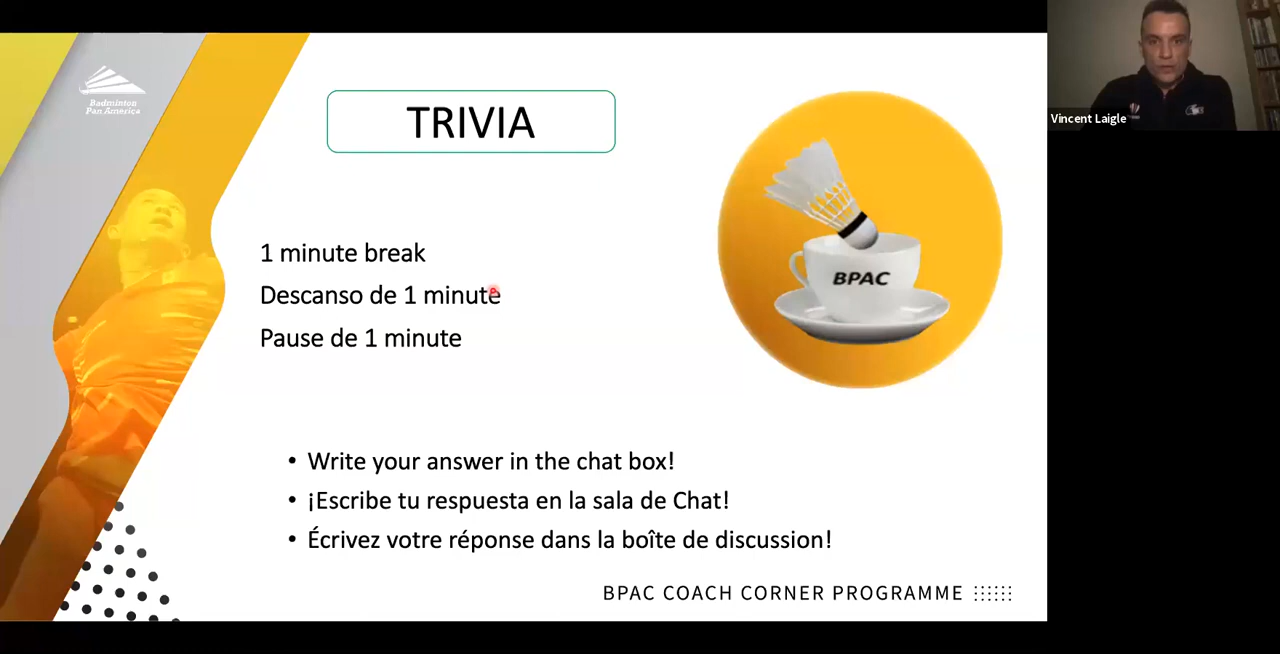 Badminton
Pan America
TRIVIA
1 minute break
Descanso de 1 minute
Pause de 1 minute
BPAC
• Write your answer in the chat box!
• ¡Escribe tu respuesta en la sala de Chat!
• Écrivez votre réponse dans la boîte de discussion!
BPAC COACH CORNER PROGRAMME
Vincent Laigle